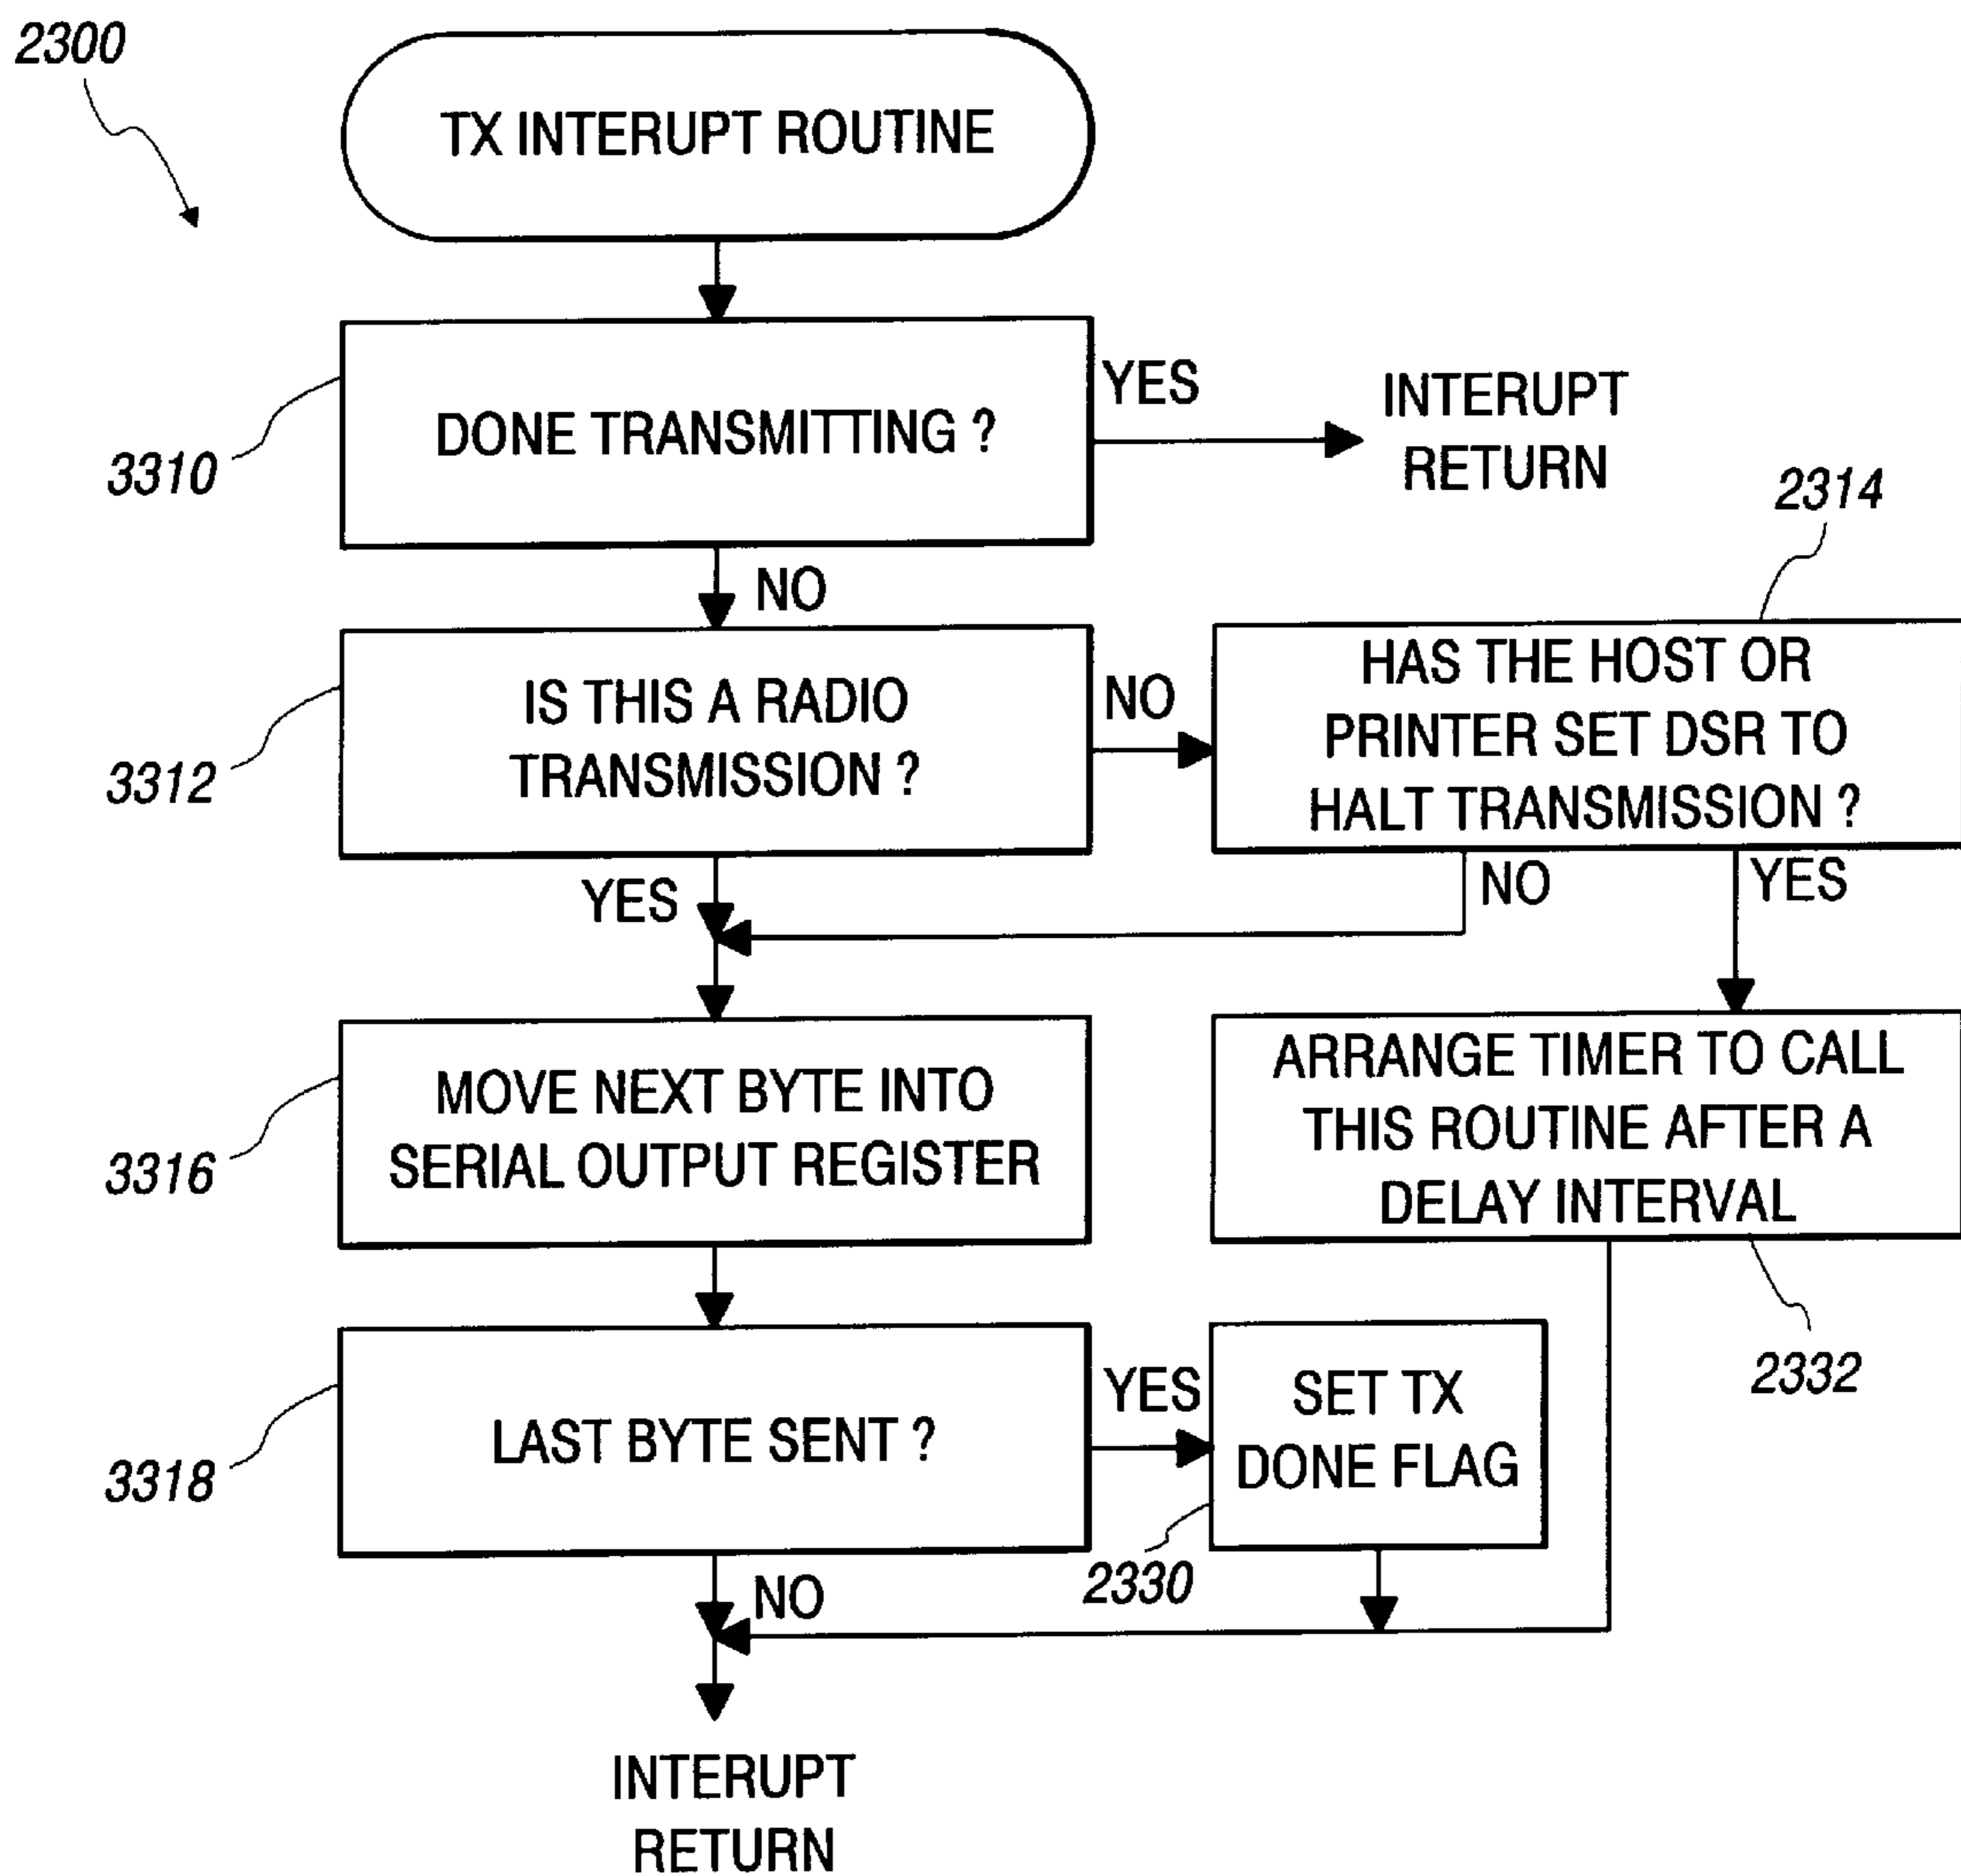 2300
TX INTERUPT ROUTINE
3310
DONE TRANSMITTING ?
YES
INTERUPT
RETURN
NO
3312
IS THIS A RADIO
TRANSMISSION ?
NO
2314
HAS THE HOST OR
PRINTER SET DSR TO
HALT TRANSMISSION ?
YES
NO
YES
3316
MOVE NEXT BYTE INTO
SERIAL OUTPUT REGISTER
ARRANGE TIMER TO CALL
THIS ROUTINE AFTER A
DELAY INTERVAL
2332
3318
LAST BYTE SENT ?
YES
SET TX
DONE FLAG
2330
NO
INTERUPT
RETURN